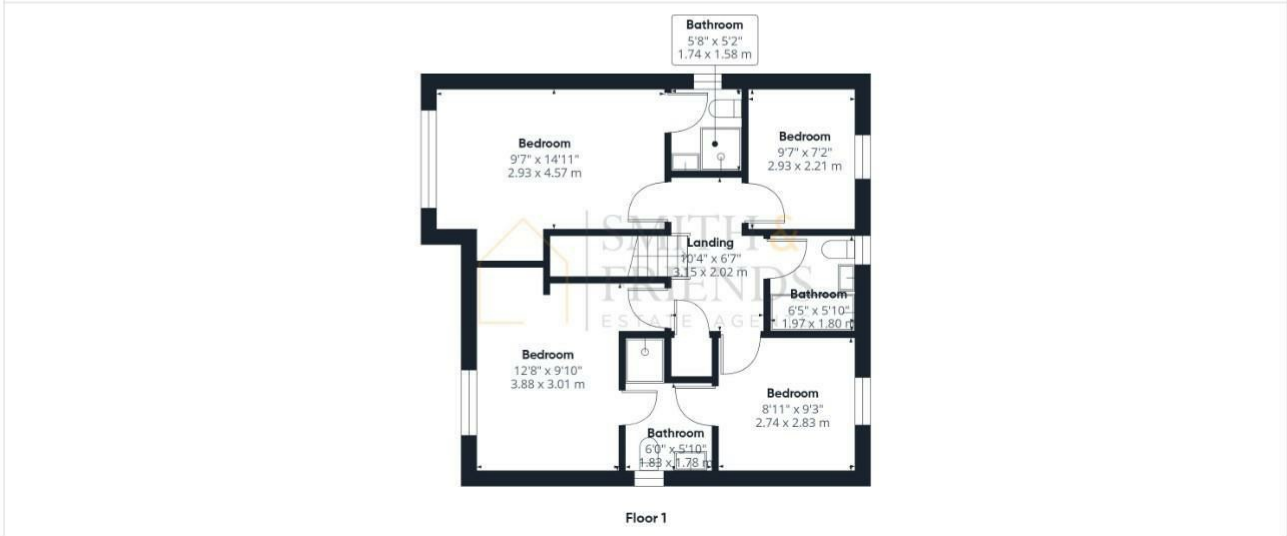 Bathroom
5'8" x 5'2"
1.74 x 1.58 m
Bedroom
9'7" x 14'11"
2.93 x 4.57 m
Bedroom
9'7" x 7'2"
2.93 x 2.21 m
SMITH &
FRIENDS
ESTATE AGE
Landing
10'4" x 6'7"
3.15 x 2.02 m
Bathroom
6'5" x 5'10"
1.97 x 1.80 m
Bedroom
12'8" x 9'10"
3.88 x 3.01 m
Bedroom
8'11" x 9'3"
2.74 x 2.83 m
Bathroom
6'0" x 5'10"
1.83 x 1.78 m
Floor 1